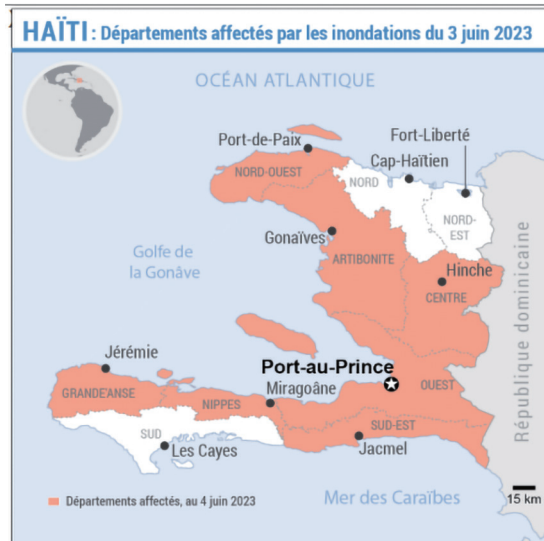 HAÏTI : Départements affectés par les inondations du 3 juin 2023
OCÉAN ATLANTIQUE
Fort-Liberté
Port-de-Paix
Cap-Haïtien
NORD-OUEST
NORD
NORD-
EST
Gonaïves
Golfe de
la Gonâve
ARTIBONITE
Hinche
CENTRE
République dominicaine
Jérémie
Port-au-Prince
Miragoâne
OUEST
GRANDE'ANSE
NIPPES
SUD-EST
SUD
Les Cayes
Jacmel
Départements affectés, au 4 juin 2023
Mer des Caraïbes
15 km